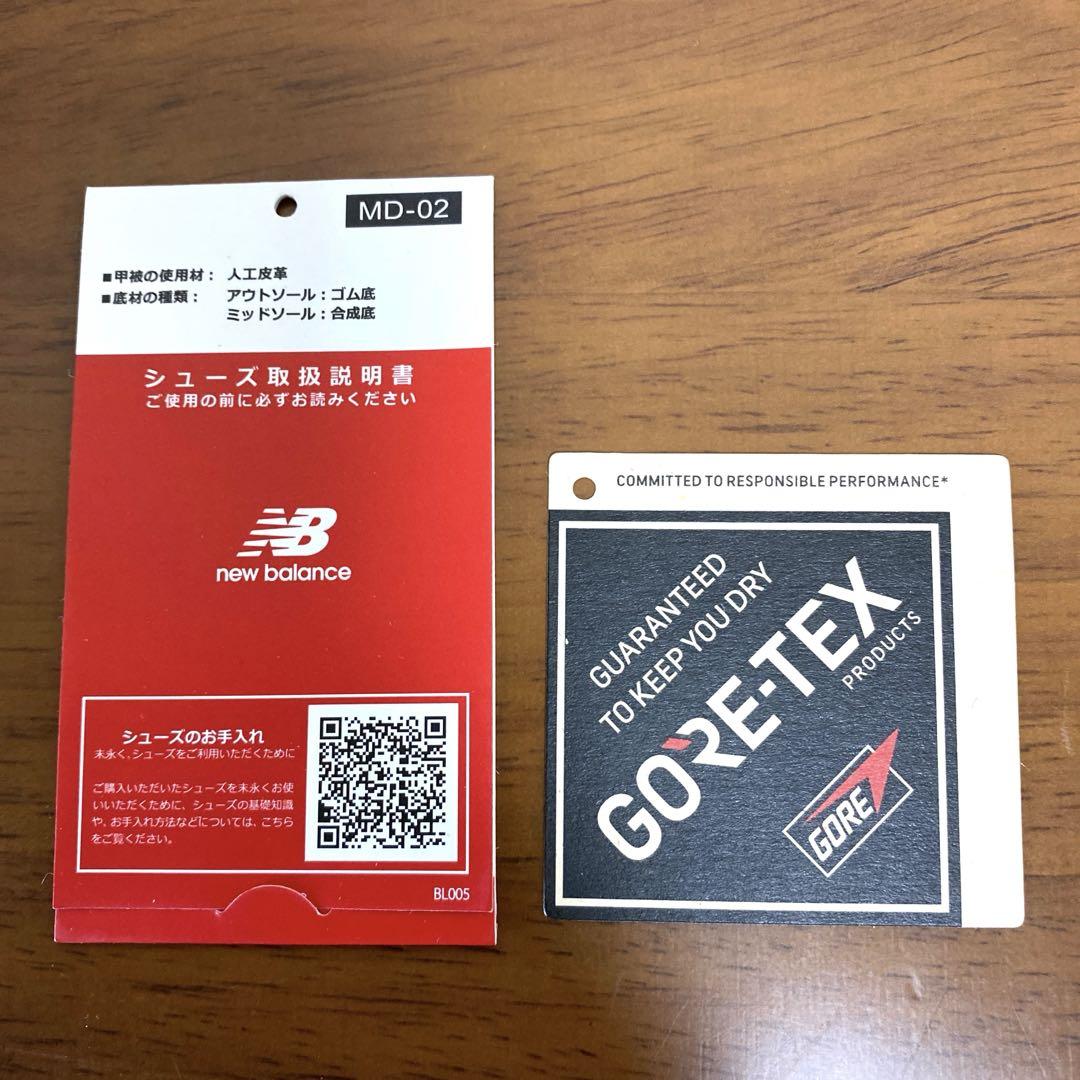 MD-02
■甲被の使用材： 人工皮革
■底材の種類： アウトソール：ゴム底
ミッドソール：合成底
シューズ取扱説明書
ご使用の前に必ずお読みください
NB
new balance
シューズのお手入れ
末永く、シューズをご利用いただくために
ご購入いただいたシューズを末永くお使
いいただくために、シューズの基礎知識
や、お手入れ方法などについては、こちら
をご覧ください。
BL005
COMMITTED TO RESPONSIBLE PERFORMANCE*
GUARANTEED
TO KEEP YOU DRY
GORE-TEX
PRODUCTS
GORE